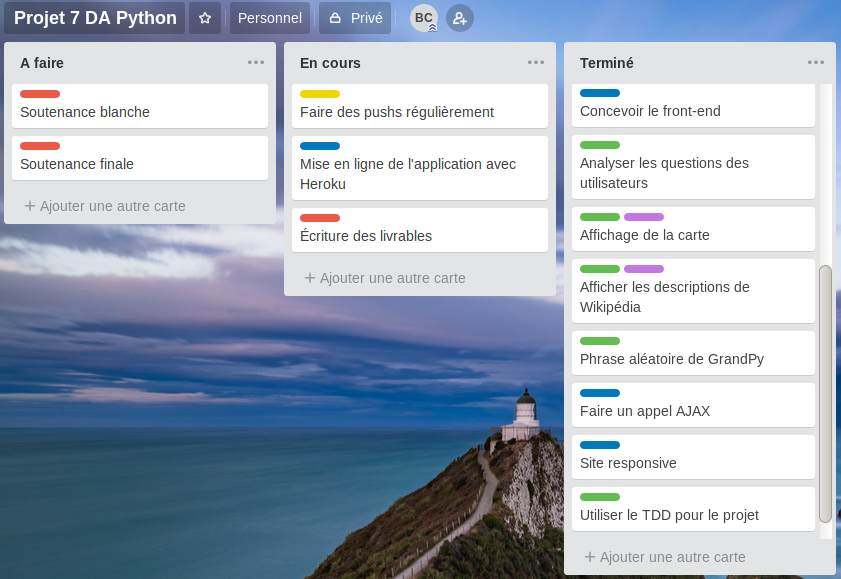 Projet 7 DA Python
Personnel
Privé
BC
A faire
Soutenance blanche
Soutenance finale
+ Ajouter une autre carte
En cours
Faire des pushs régulièrement
Mise en ligne de l'application avec
Heroku
Écriture des livrables
+ Ajouter une autre carte
Terminé
Concevoir le front-end
Analyser les questions des
utilisateurs
Affichage de la carte
Afficher les descriptions de
Wikipédia
Phrase aléatoire de GrandPy
Faire un appel AJAX
Site responsive
Utiliser le TDD pour le projet
+ Ajouter une autre carte